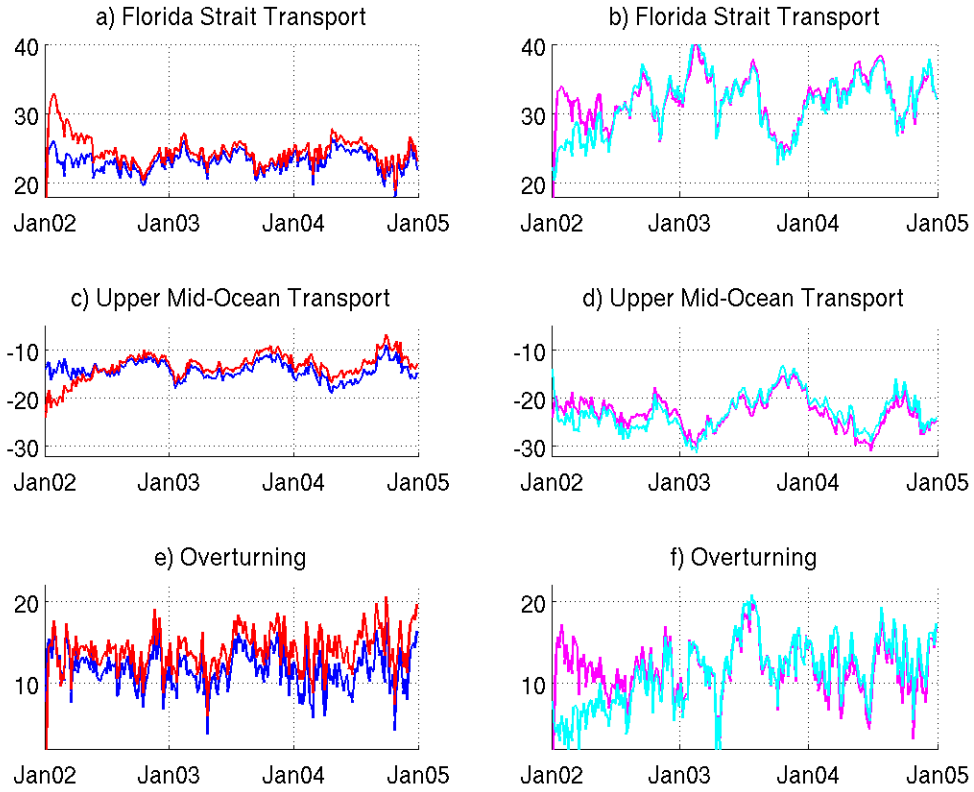 a) Florida Strait Transport
40
30
20
Jan02 Jan03 Jan04 Jan05
b) Florida Strait Transport
40
30
20
Jan02 Jan03 Jan04 Jan05
c) Upper Mid-Ocean Transport
-10
-20
-30
Jan02 Jan03 Jan04 Jan05
d) Upper Mid-Ocean Transport
-10
-20
-30
Jan02 Jan03 Jan04 Jan05
e) Overturning
20
10
Jan02 Jan03 Jan04 Jan05
f) Overturning
20
10
Jan02 Jan03 Jan04 Jan05